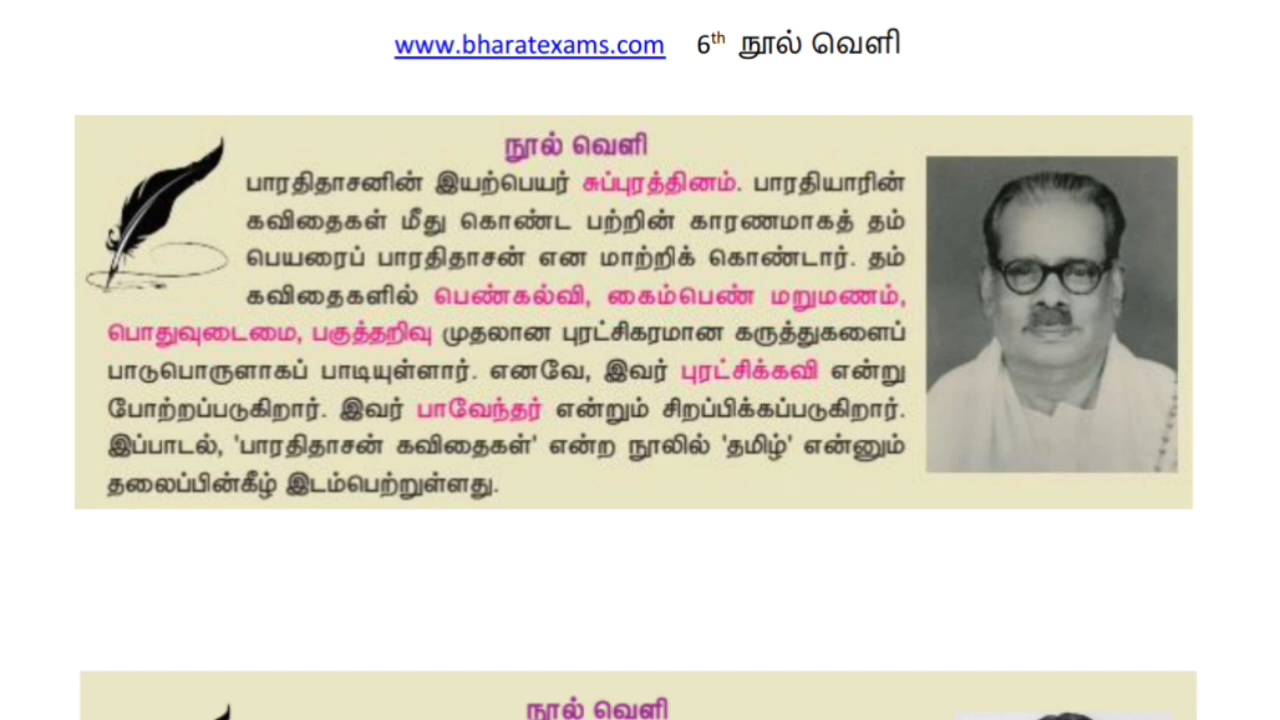 www.bharatexams.com 6th நூல் வெளி
நூல் வெளி
பாரதிதாசனின் இயற்பெயர் சுப்புரத்தினம். பாரதியாரின்
கவிதைகள் மீது கொண்ட பற்றின் காரணமாகத் தம்
பெயரைப் பாரதிதாசன் என மாற்றிக் கொண்டார். தம்
கவிதைகளில் பெண்கல்வி, கைம்பெண் மறுமணம்,
பொதுவுடைமை, பகுத்தறிவு முதலான புரட்சிகரமான கருத்துகளைப்
பாடுபொருளாகப் பாடியுள்ளார். எனவே, இவர் புரட்சிக்கவி என்று
போற்றப்படுகிறார். இவர் பாவேந்தர் என்றும் சிறப்பிக்கப்படுகிறார்.
இப்பாடல், 'பாரதிதாசன் கவிதைகள்' என்ற நூலில் 'தமிழ்' என்னும்
தலைப்பின்கீழ் இடம்பெற்றுள்ளது.
நூல் வெளி